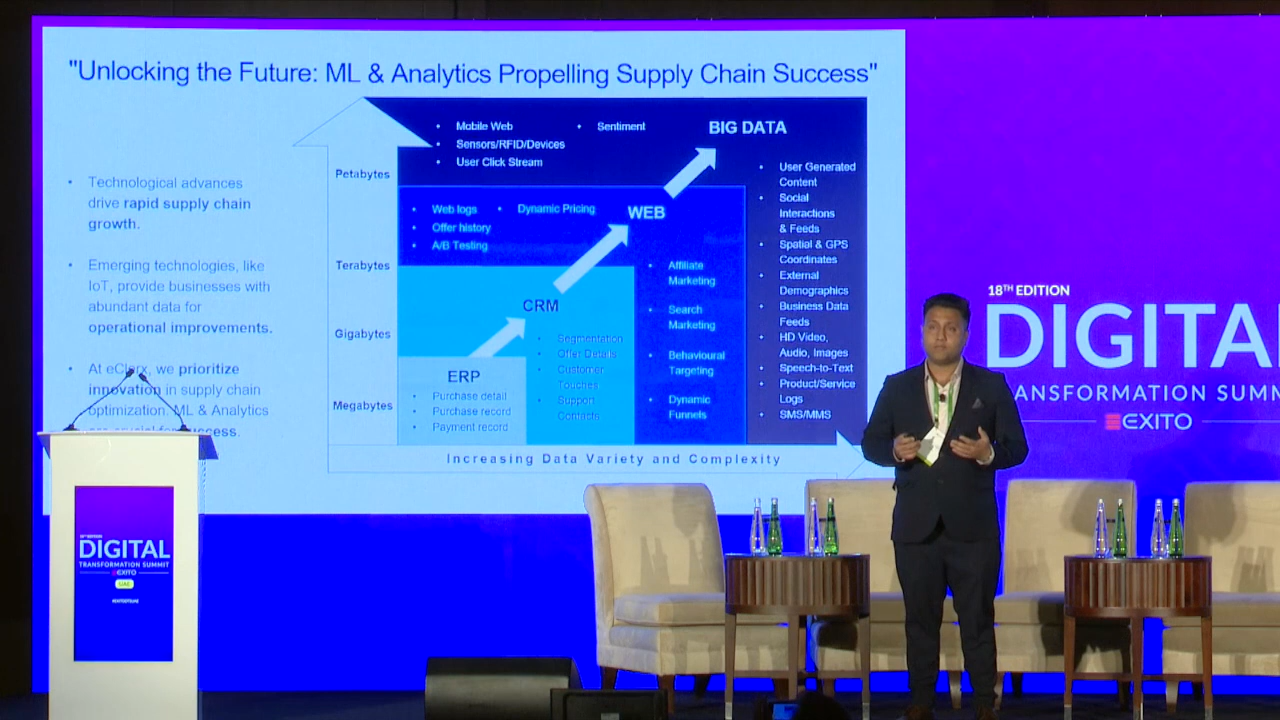 "Unlocking the Future: ML & Analytics Propelling Supply Chain Success"
• Technological advances
drive rapid supply chain
growth.
• Emerging technologies, like
IoT, provide businesses with
abundant data for
operational improvements.
• At eClerx, we prioritize
innovation in supply chain
optimization. ML & Analytics
are crucial for success.
Petabytes
Terabytes
Gigabytes
Megabytes
• Mobile Web
• Sensors/RFID/Devices
• User Click Stream
• Sentiment
BIG DATA
• User Generated
Content
• Social
Interactions
& Feeds
• Spatial & GPS
Coordinates
• External
Demographics
• Business Data
Feeds
• HD Video,
Audio, Images
• Speech-to-Text
• Product/Service
Logs
• SMS/MMS
• Web logs
• Offer history
• A/B Testing
• Dynamic Pricing
WEB
• Affiliate
Marketing
• Search
Marketing
• Behavioural
Targeting
• Dynamic
Funnels
CRM
• Segmentation
• Offer Details
• Customer
Touches
• Support
Contacts
ERP
• Purchase detail
• Purchase record
• Payment record
Increasing Data Variety and Complexity
18TH EDITION
DIGITA
ANSFORMATION SUMM
EXITO
DIGITAL
TRANSFORMATION SUMMIT
EXITO
UAE